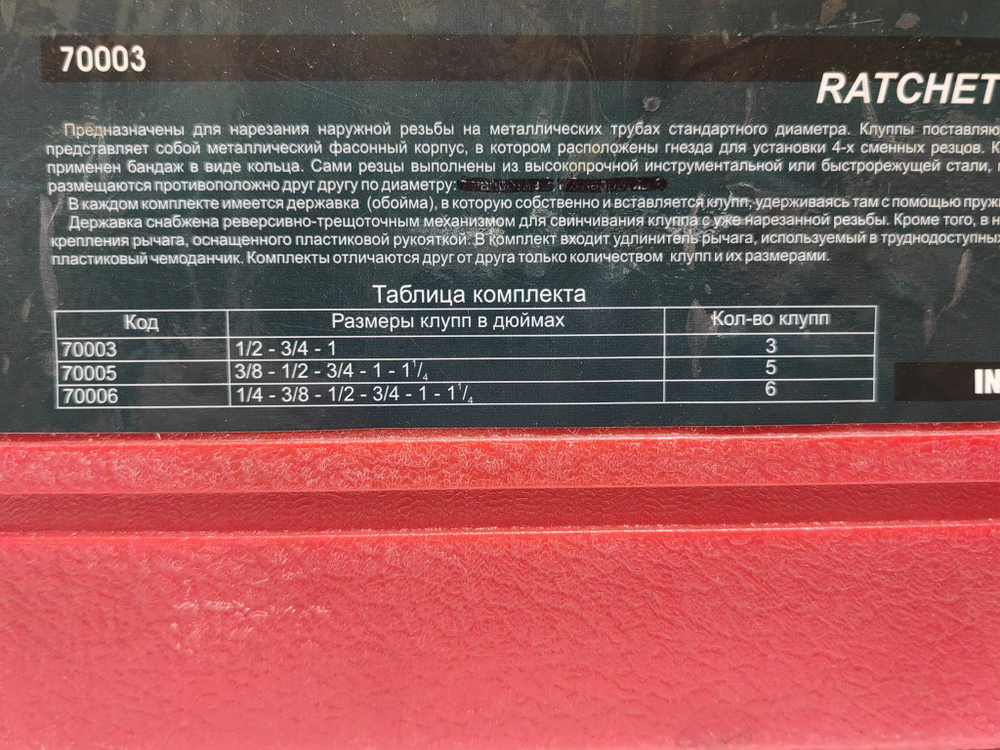 70003
RATCHET
Предназначены для нарезания наружной резьбы на металлических трубах стандартного диаметра. Клуппы поставляю
представляет собой металлический фасонный корпус, в котором расположены гнезда для установки 4-х сменных резцов. К
применен бандаж в виде кольца. Сами резцы выполнены из высокопрочной инструментальной или быстрорежущей стали,
размещаются противоположно друг другу по диаметру.
В каждом комплекте имеется державка (обойма), в которую собственно и вставляется клупп, удерживаясь там с помощью пружи
Державка снабжена реверсивно-трещоточным механизмом для свинчивания клуппа с уже нарезанной резьбы. Кроме того, в н
крепления рычага, оснащенного пластиковой рукояткой. В комплект входит удлинитель рычага, используемый в труднодоступных
пластиковый чемоданчик. Комплекты отличаются друг от друга только количеством клупп и их размерами.
Таблица комплекта
Код Размеры клупп в дюймах Кол-во клупп
70003 1/2 - 3/4 - 1 3
70005 3/8 - 1/2 - 3/4 - 1 - 1 1/4 5
70006 1/4 - 3/8 - 1/2 - 3/4 - 1 - 1 1/4 6
IN